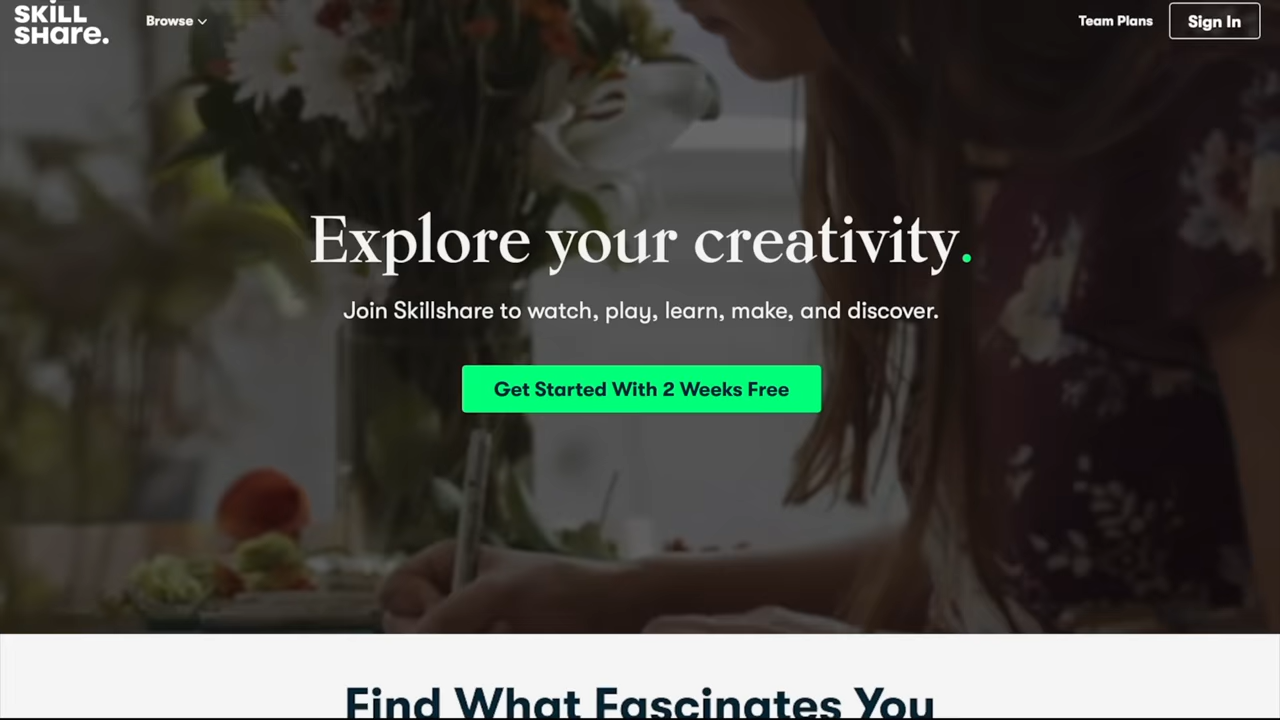 SKiLL
SHare.
Browse
Team Plans
Sign In
Explore your creativity.
Join Skillshare to watch, play, learn, make, and discover.
Get Started With 2 Weeks Free
Find What Fascinates You